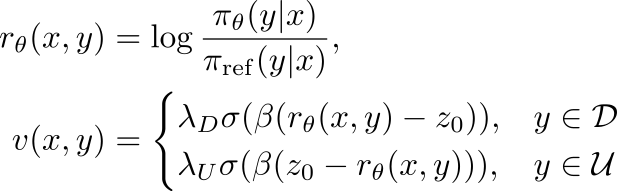 r_θ(x, y) = log π_θ(y|x) / π_ref(y|x),
v(x, y) = { λ_D σ(β(r_θ(x, y) − z_0)), y ∈ 𝒟
λ_U σ(β(z_0 − r_θ(x, y))), y ∈ 𝒰